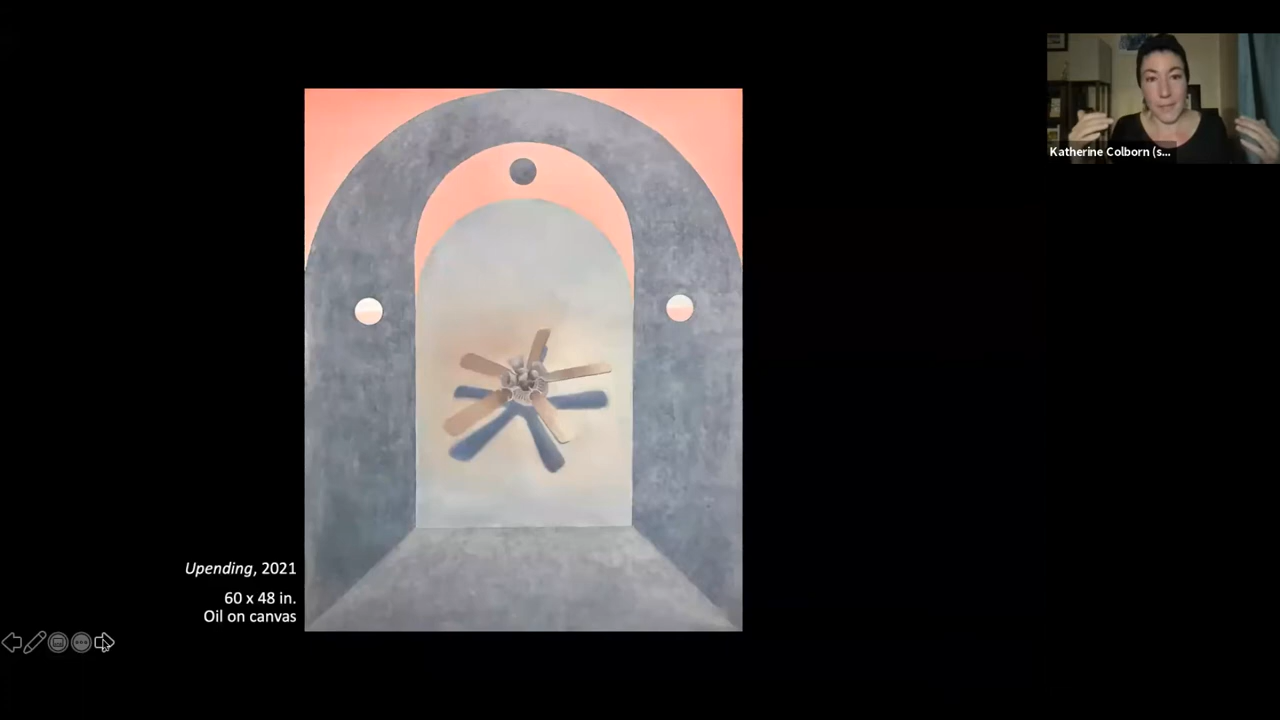 Katherine Colborn (s...
Upending, 2021
60 x 48 in.
Oil on canvas